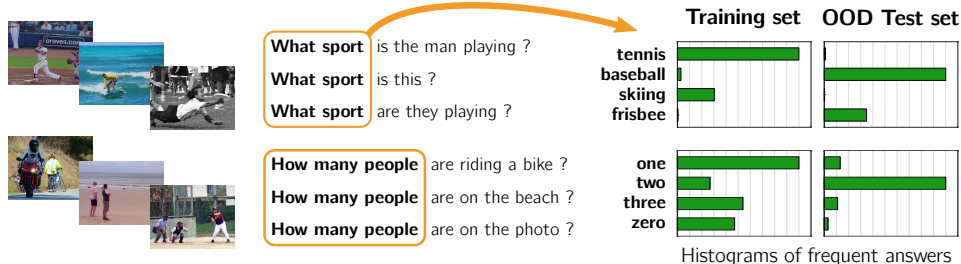 Training set OOD Test set
What sport is the man playing ?
What sport is this ?
What sport are they playing ?
tennis
baseball
skiing
frisbee
How many people are riding a bike ?
How many people are on the beach ?
How many people are on the photo ?
one
two
three
zero
Histograms of frequent answers